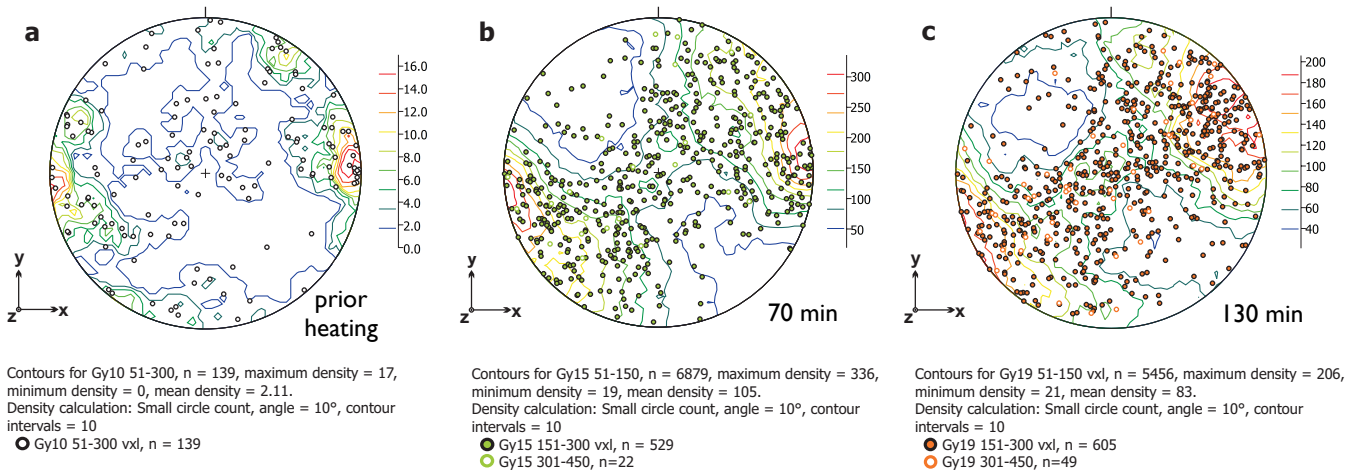 a
16.0
14.0
12.0
10.0
8.0
6.0
4.0
2.0
0.0
y
z
x
prior
heating
Contours for Gy10 51-300, n = 139, maximum density = 17,
minimum density = 0, mean density = 2.11.
Density calculation: Small circle count, angle = 10°, contour
intervals = 10
Gy10 51-300 vxl, n = 139
b
300
250
200
150
100
50
y
z
x
70 min
Contours for Gy15 51-150, n = 6879, maximum density = 336,
minimum density = 19, mean density = 105.
Density calculation: Small circle count, angle = 10°, contour
intervals = 10
Gy15 151-300 vxl, n = 529
Gy15 301-450, n=22
c
200
180
160
140
120
100
80
60
40
y
z
x
130 min
Contours for Gy19 51-150 vxl, n = 5456, maximum density = 206,
minimum density = 21, mean density = 83.
Density calculation: Small circle count, angle = 10°, contour
intervals = 10
Gy19 151-300 vxl, n = 605
Gy19 301-450, n=49